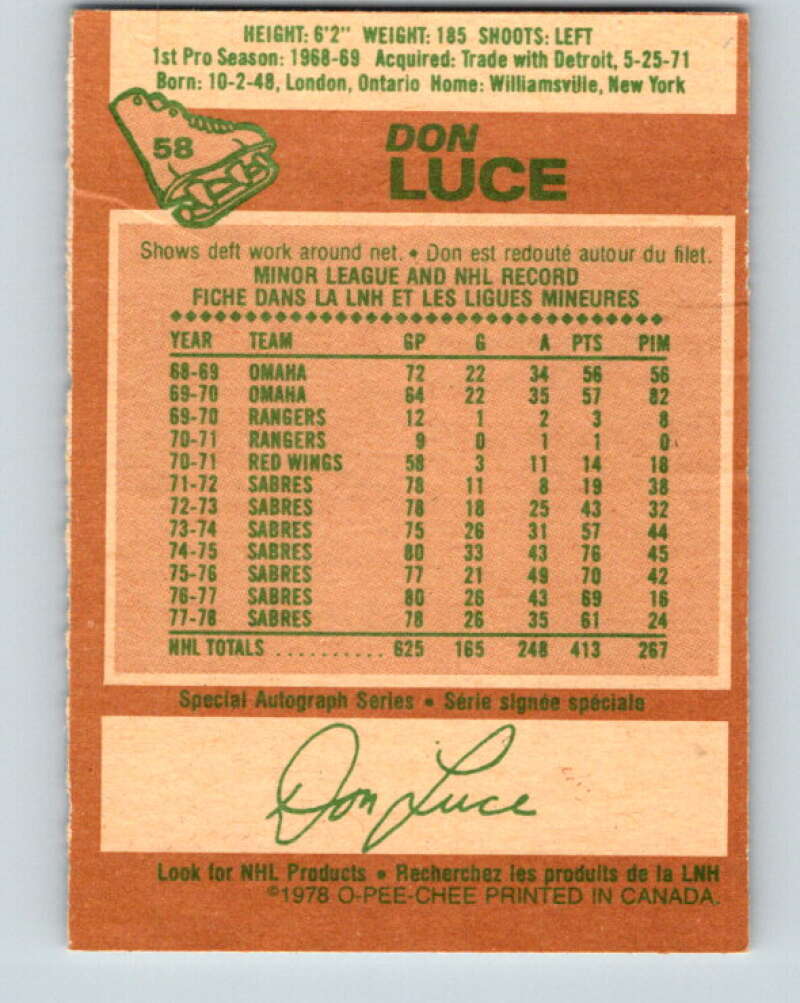 HEIGHT: 6'2" WEIGHT: 185 SHOOTS: LEFT
1st Pro Season: 1968-69 Acquired: Trade with Detroit, 5-25-71
Born: 10-2-48, London, Ontario Home: Williamsville, New York
58
DON
LUCE
Shows deft work around net. • Don est redouté autour du filet.
MINOR LEAGUE AND NHL RECORD
FICHE DANS LA LNH ET LES LIGUES MINEURES
YEAR TEAM GP G A PTS PIM
68-69 OMAHA 72 22 34 56 56
69-70 OMAHA 64 22 35 57 82
69-70 RANGERS 12 1 2 3 8
70-71 RANGERS 9 0 1 1 0
70-71 RED WINGS 58 3 11 14 18
71-72 SABRES 78 11 8 19 38
72-73 SABRES 78 18 25 43 32
73-74 SABRES 75 26 31 57 44
74-75 SABRES 80 33 43 76 45
75-76 SABRES 77 21 49 70 42
76-77 SABRES 80 26 43 69 16
77-78 SABRES 78 26 35 61 24
NHL TOTALS .......... 625 165 248 413 267
Special Autograph Series • Série signée spéciale
Don Luce
Look for NHL Products • Recherchez les produits de la LNH
©1978 O-PEE-CHEE PRINTED IN CANADA.